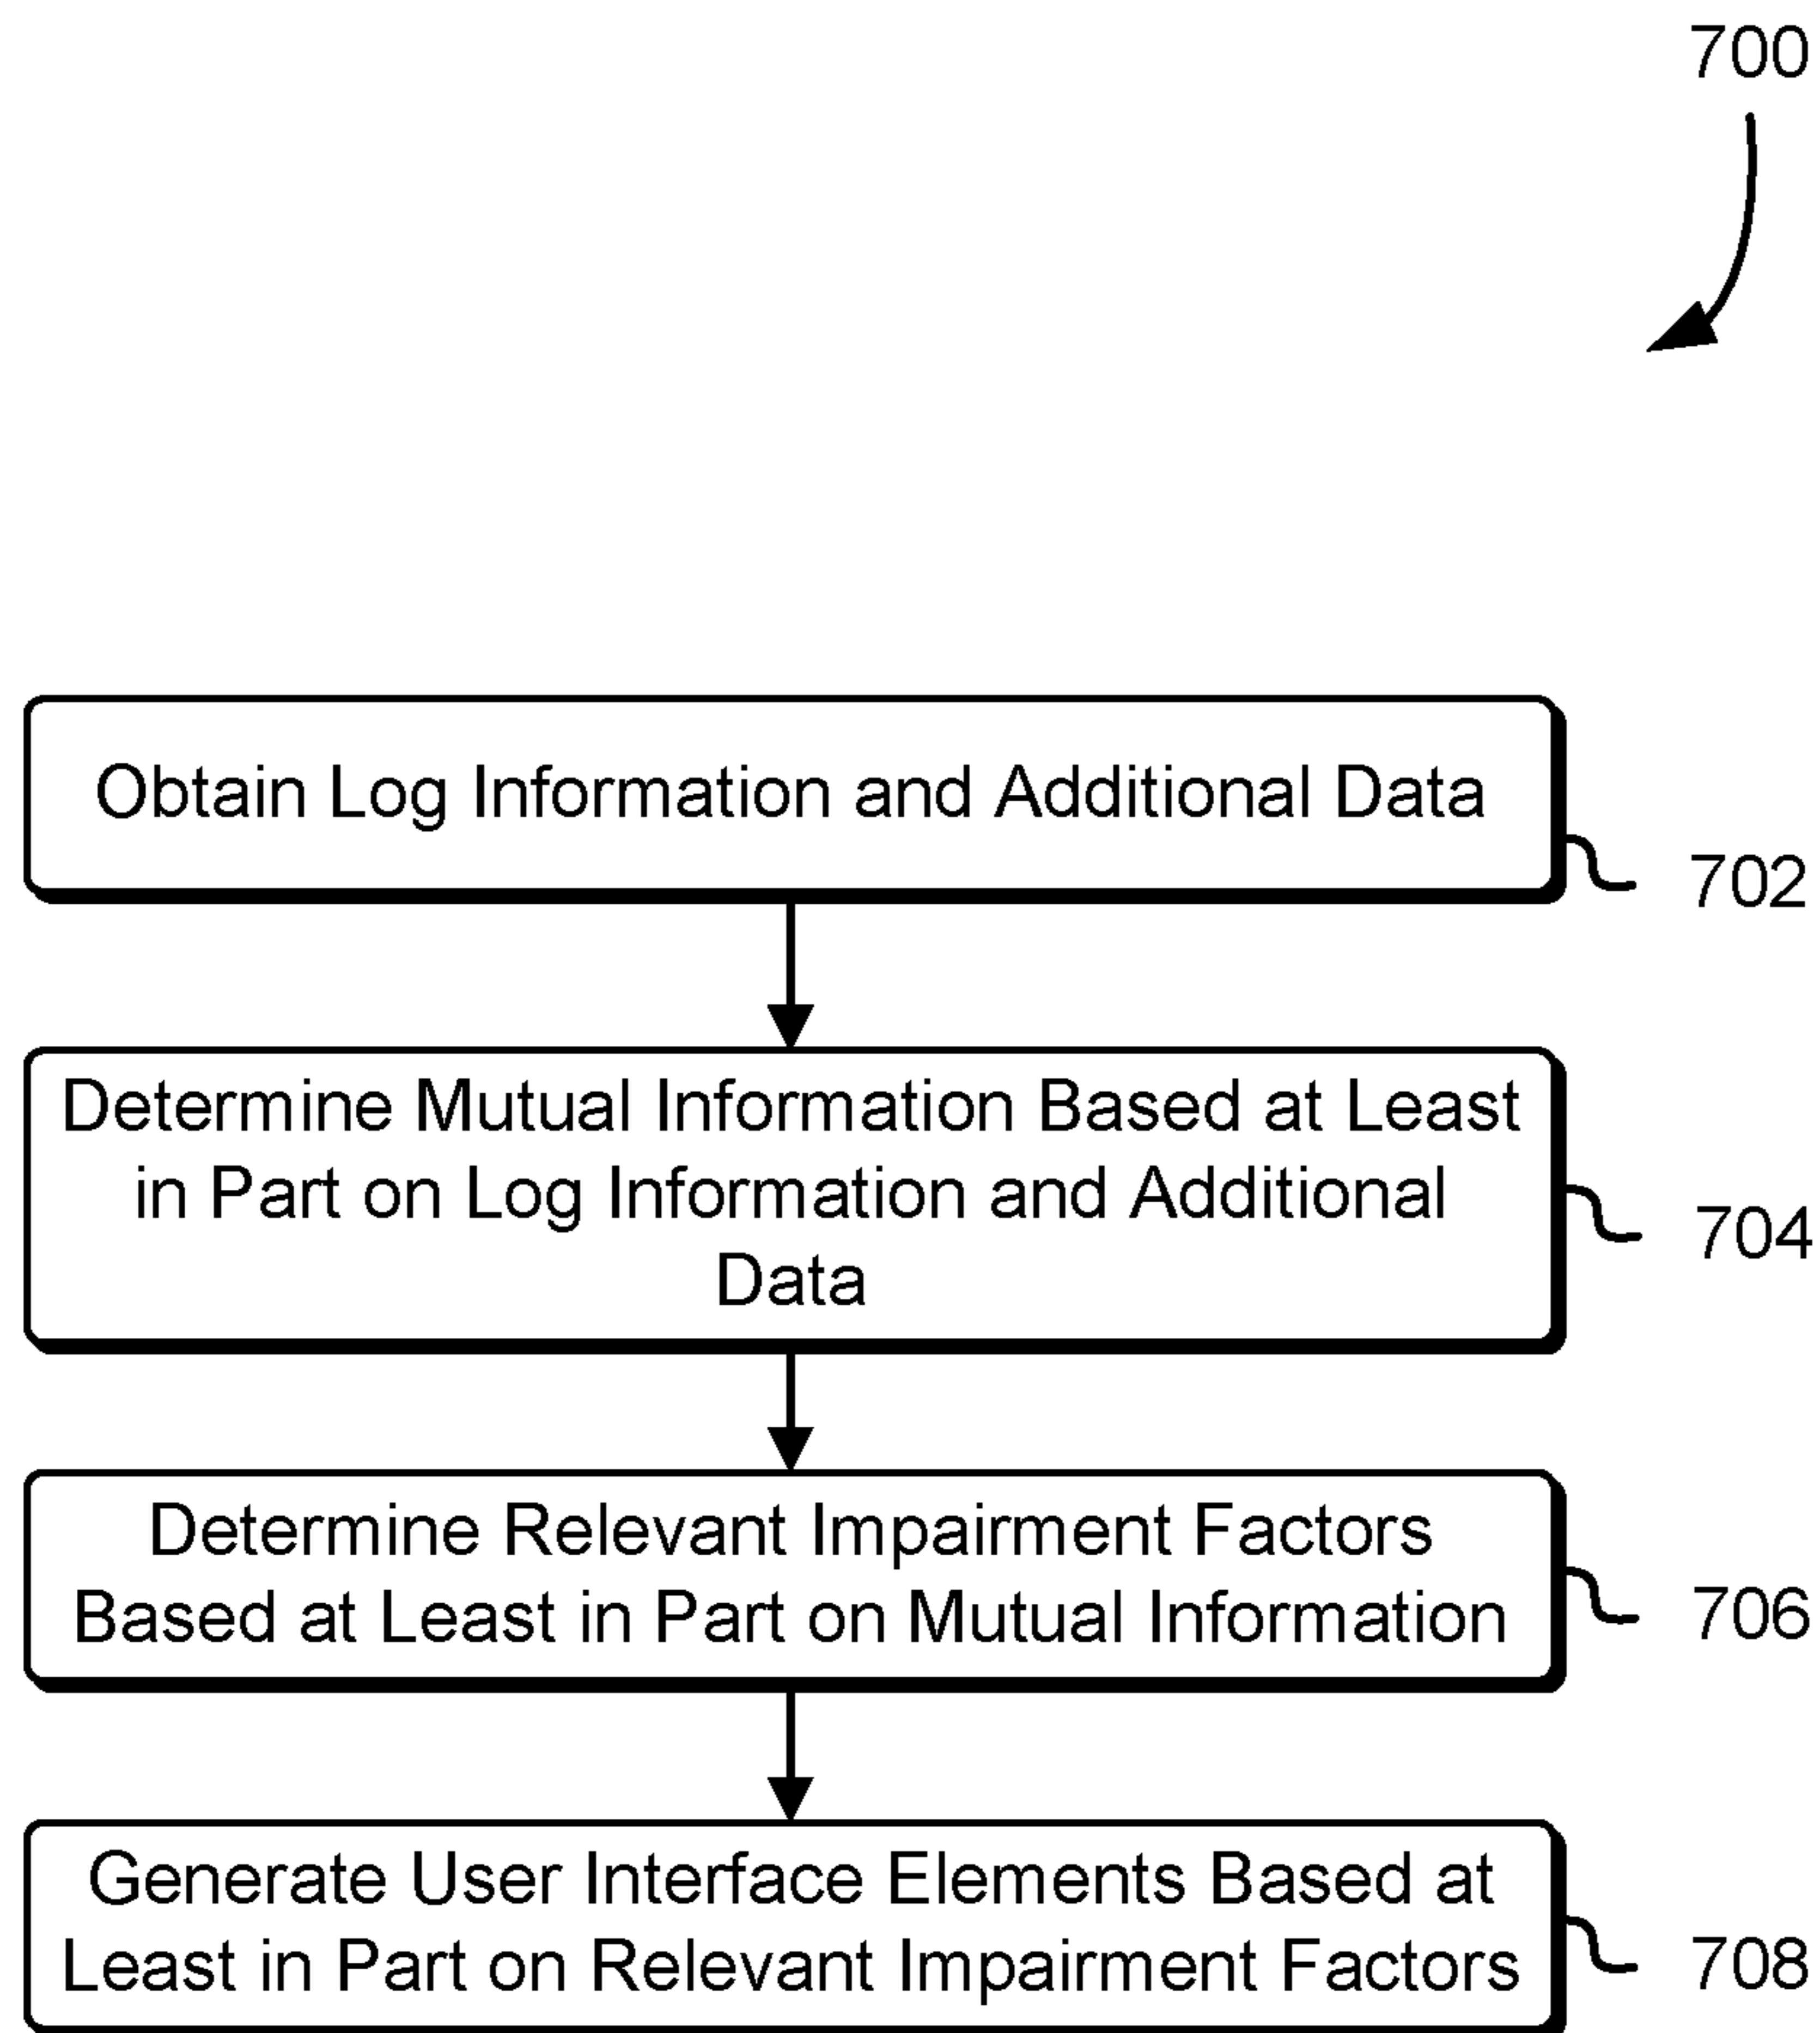 700
Obtain Log Information and Additional Data
702
Determine Mutual Information Based at Least
in Part on Log Information and Additional
Data
704
Determine Relevant Impairment Factors
Based at Least in Part on Mutual Information
706
Generate User Interface Elements Based at
Least in Part on Relevant Impairment Factors
708